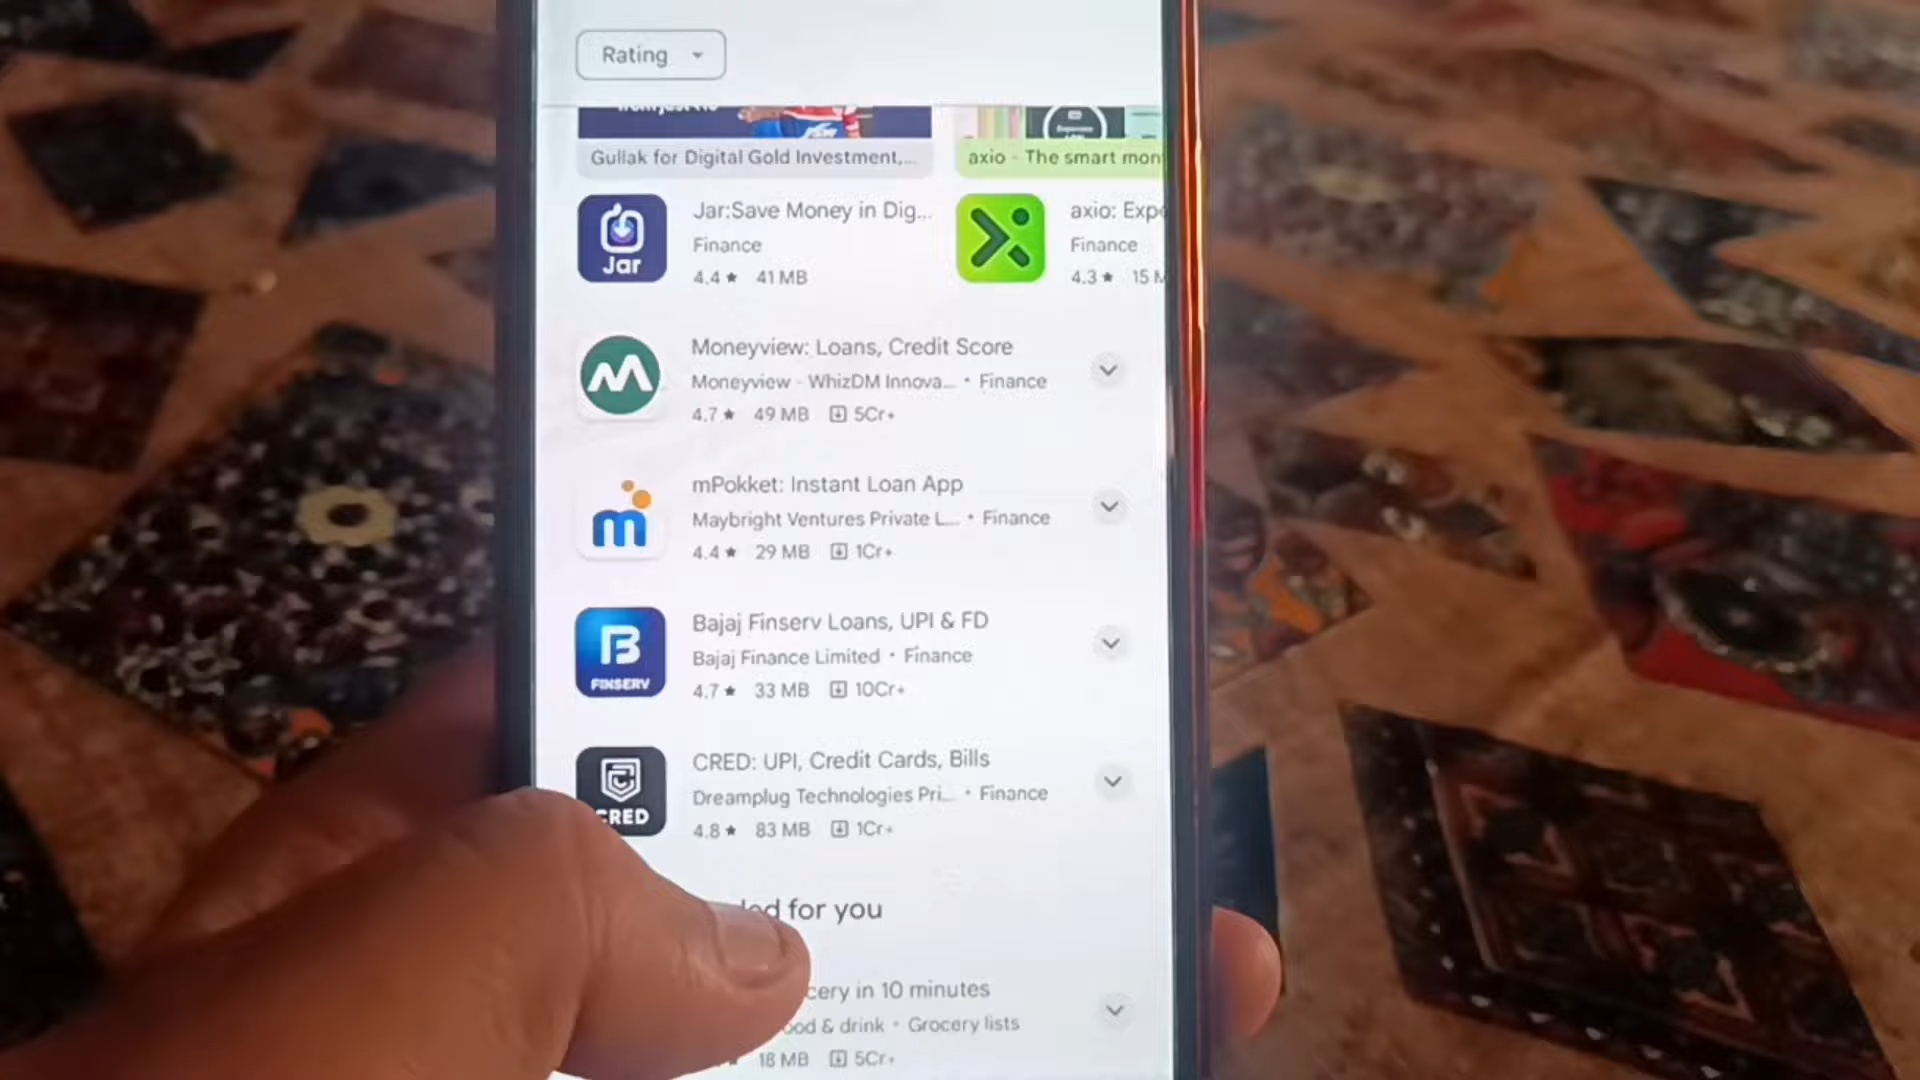 Rating
Gullak for Digital Gold Investment,...
axio - The smart mon
Jar
Jar:Save Money in Dig...
Finance
4.4★ 41 MB
axio: Exp
Finance
4.3★ 15 M
Moneyview: Loans, Credit Score
Moneyview - WhizDM Innova... • Finance
4.7★ 49 MB 5Cr+
mPokket: Instant Loan App
Maybright Ventures Private L... • Finance
4.4★ 29 MB 1Cr+
FINSERV
Bajaj Finserv Loans, UPI & FD
Bajaj Finance Limited • Finance
4.7★ 33 MB 10Cr+
CRED
CRED: UPI, Credit Cards, Bills
Dreamplug Technologies Pri... • Finance
4.8★ 83 MB 1Cr+
for you
cery in 10 minutes
ood & drink • Grocery lists
18 MB 5Cr+